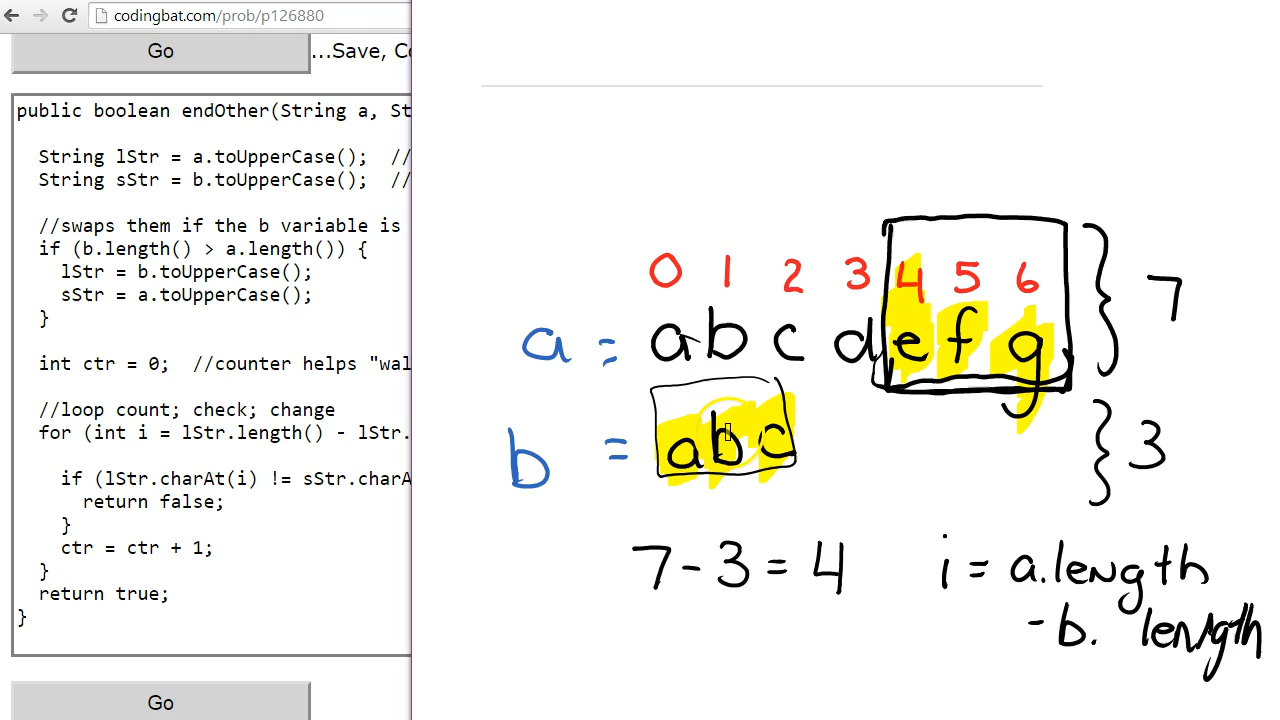 codingbat.com/prob/p126880
Go
...Save, Co
public boolean endOther(String a, St
String lStr = a.toUpperCase(); //
String sStr = b.toUpperCase(); //
//swaps them if the b variable is
if (b.length() > a.length()) {
lStr = b.toUpperCase();
sStr = a.toUpperCase();
}
int ctr = 0; //counter helps "wal
//loop count; check; change
for (int i = lStr.length() - lStr.
if (lStr.charAt(i) != sStr.charA
return false;
}
ctr = ctr + 1;
}
return true;
}
Go
0 1 2 3 4 5 6
a = abcdefg } 7
b = abc } 3
7-3=4
i = a.length
-b. length